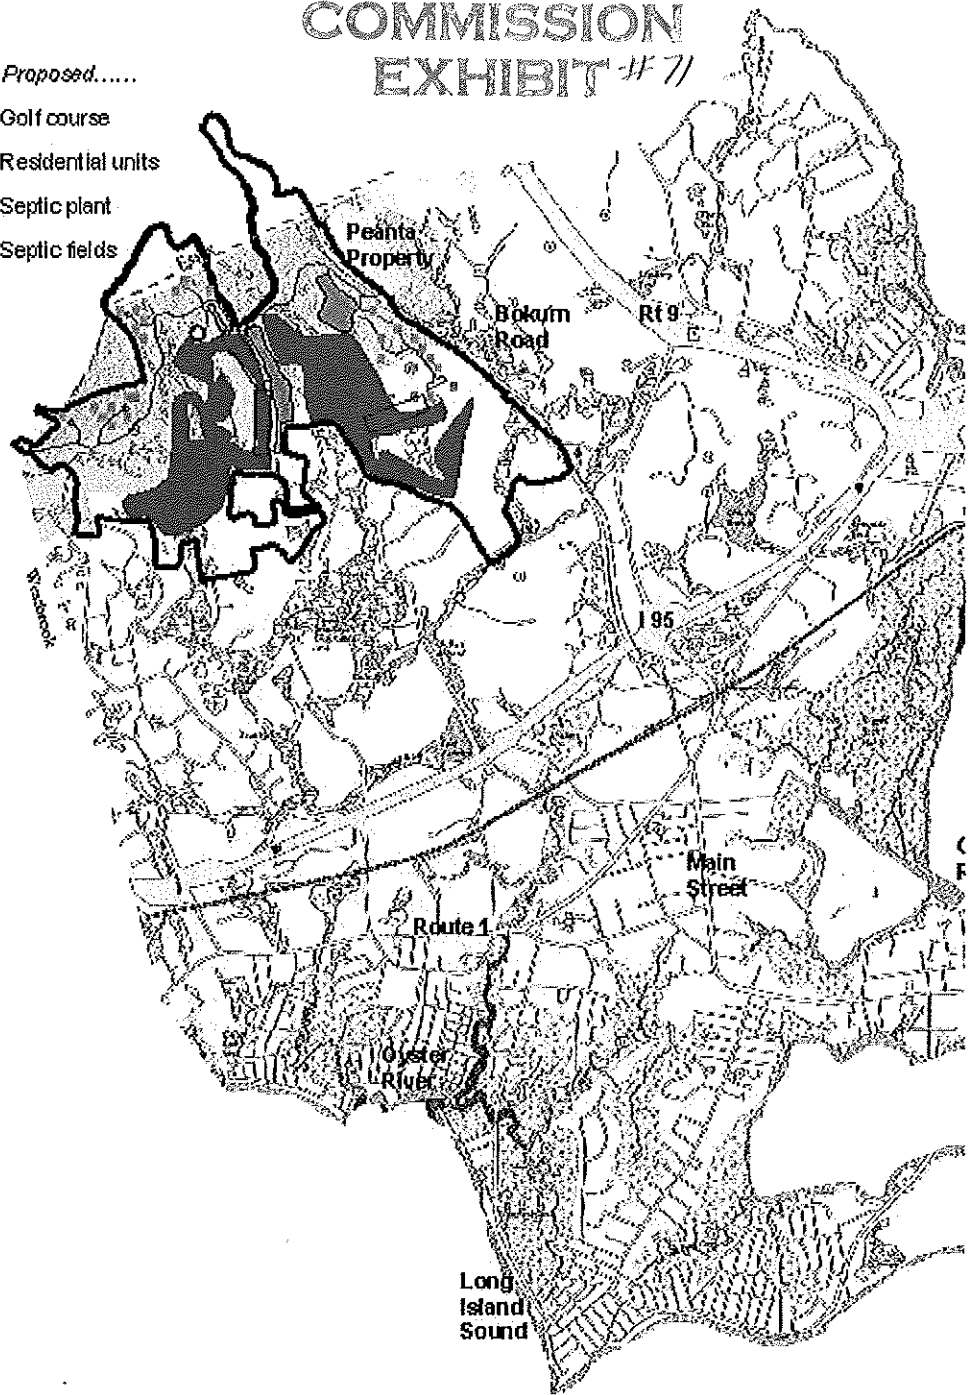 COMMISSION
EXHIBIT #71
Proposed......
Golf course
Residential units
Septic plant
Septic fields
Peanta
Property
Bokum
Road
Rt 9
Westbrook
I 95
Main
Street
Route 1
Oyster
River
Long
Island
Sound